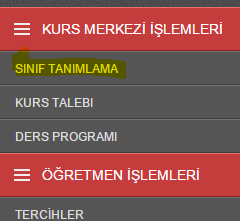 KURS MERKEZİ İŞLEMLERİ
SINIF TANIMLAMA
KURS TALEBI
DERS PROGRAMI
ÖĞRETMEN İŞLEMLERİ
TERCİHLER